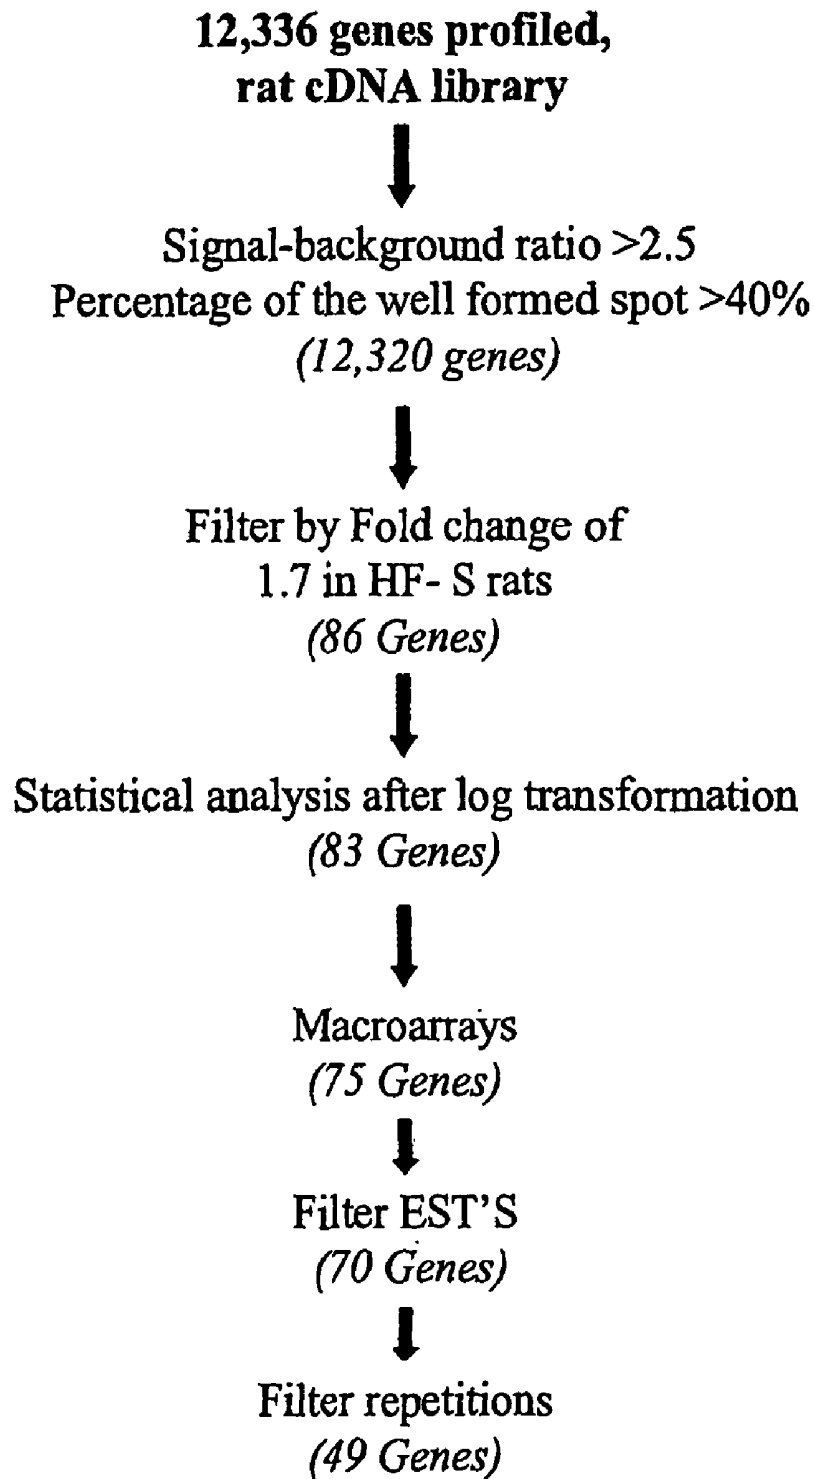 12,336 genes profiled,
rat cDNA library
Signal-background ratio >2.5
Percentage of the well formed spot >40%
(12,320 genes)
Filter by Fold change of
1.7 in HF- S rats
(86 Genes)
Statistical analysis after log transformation
(83 Genes)
Macroarrays
(75 Genes)
Filter EST'S
(70 Genes)
Filter repetitions
(49 Genes)